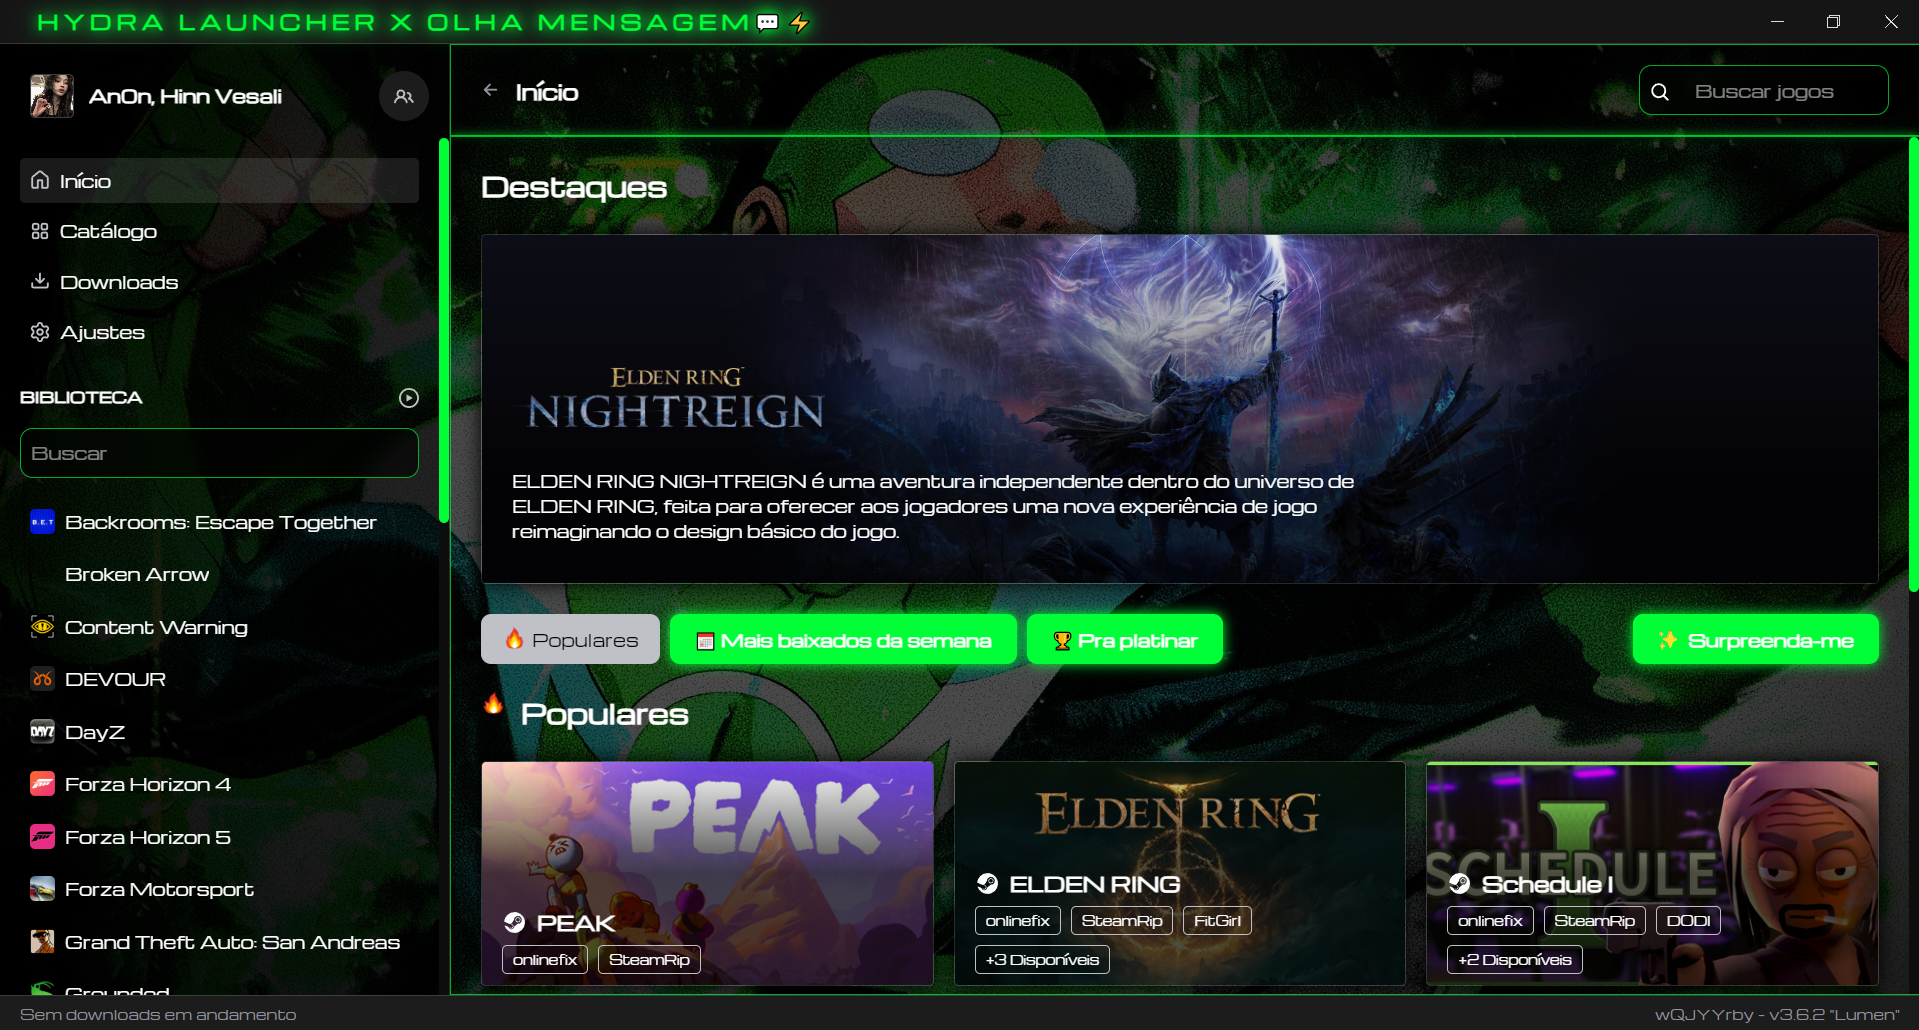 HYDRA LAUNCHER X OLHA MENSAGEM💬⚡
An0n, Hinn Vesali
Início
Catálogo
Downloads
Ajustes
BIBLIOTECA
Buscar
B.E.T
Backrooms: Escape Together
Broken Arrow
Content Warning
DEVOUR
DAYZ
DayZ
Forza Horizon 4
Forza Horizon 5
Forza Motorsport
Grand Theft Auto: San Andreas
Grounded
Início
Buscar jogos
Destaques
ELDEN RING
NIGHTREIGN
ELDEN RING NIGHTREIGN é uma aventura independente dentro do universo de
ELDEN RING, feita para oferecer aos jogadores uma nova experiência de jogo
reimaginando o design básico do jogo.
🔥 Populares
📅 Mais baixados da semana
🏆 Pra platinar
✨ Surpreenda-me
🔥 Populares
PEAK
PEAK
onlinefix SteamRip
ELDEN RING
ELDEN RING
onlinefix SteamRip FitGirl
+3 Disponíveis
SCHEDULE I
Schedule I
onlinefix SteamRip DODI
+2 Disponíveis
Sem downloads em andamento
wQJYYrby - v3.6.2 "Lumen"